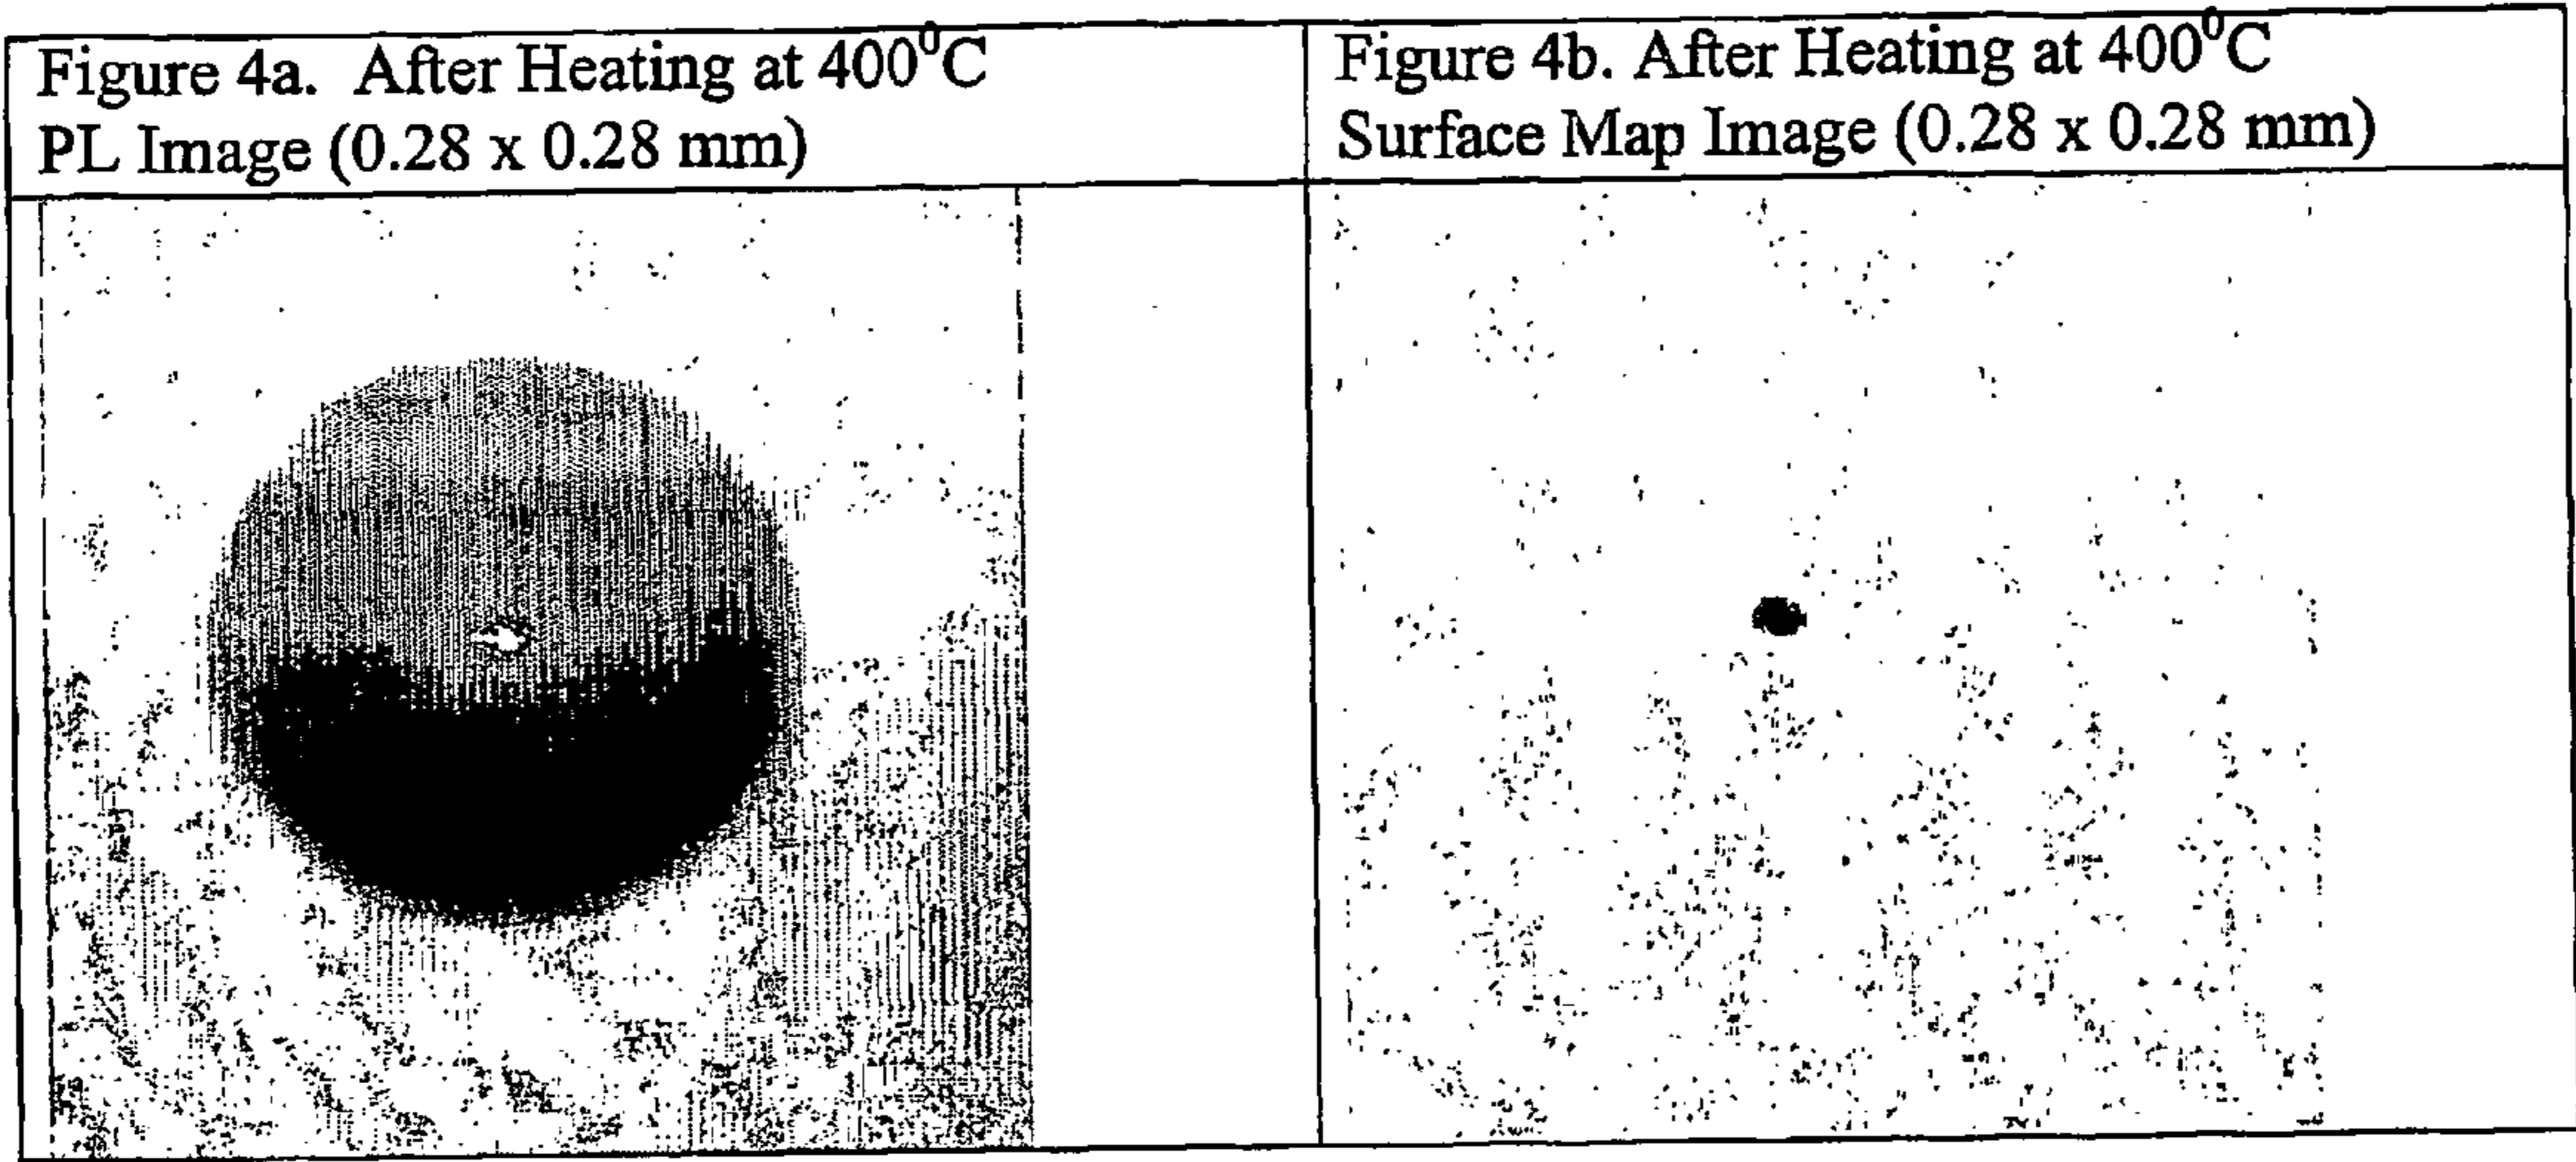 Figure 4a. After Heating at 400⁰C
PL Image (0.28 x 0.28 mm)
Figure 4b. After Heating at 400⁰C
Surface Map Image (0.28 x 0.28 mm)